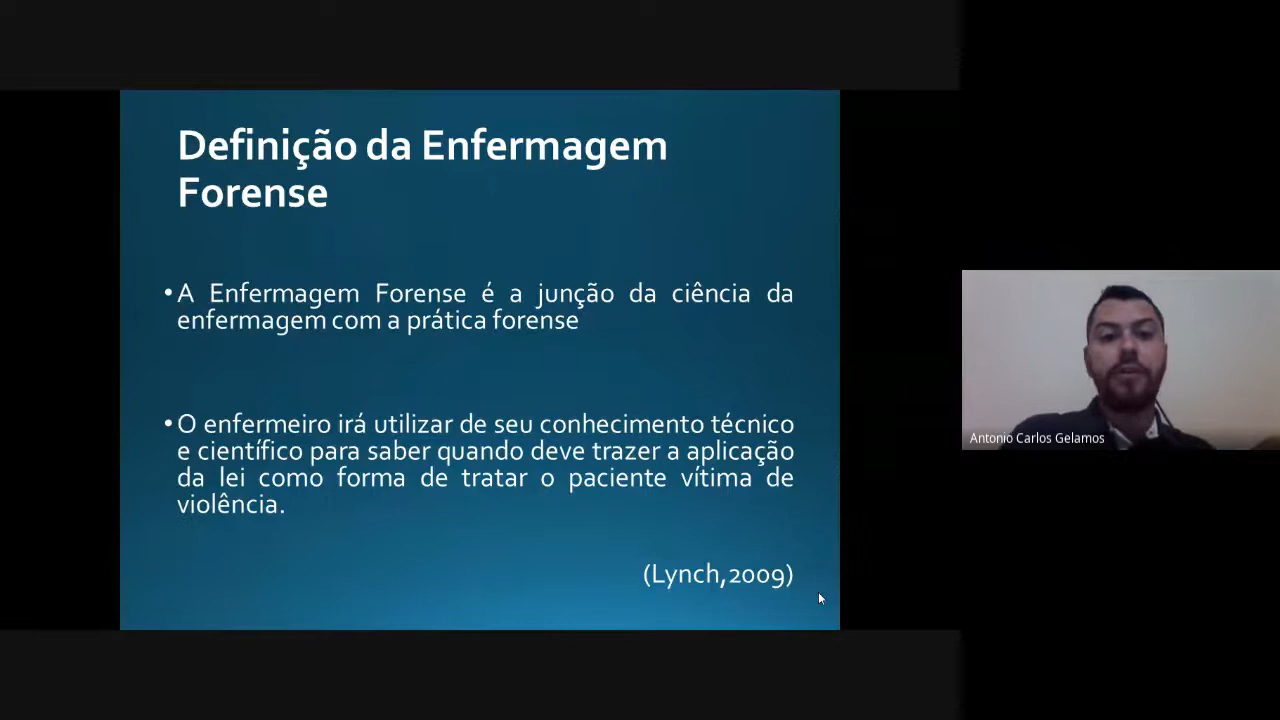 Definição da Enfermagem
Forense
•A Enfermagem Forense é a junção da ciência da
enfermagem com a prática forense
•O enfermeiro irá utilizar de seu conhecimento técnico
e científico para saber quando deve trazer a aplicação
da lei como forma de tratar o paciente vítima de
violência.
(Lynch,2009)
Antonio Carlos Gelamos